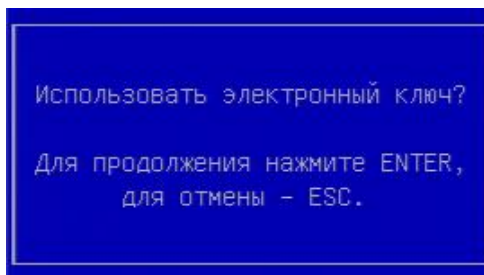 Использовать электронный ключ?
Для продолжения нажмите ENTER,
для отмены – ESC.